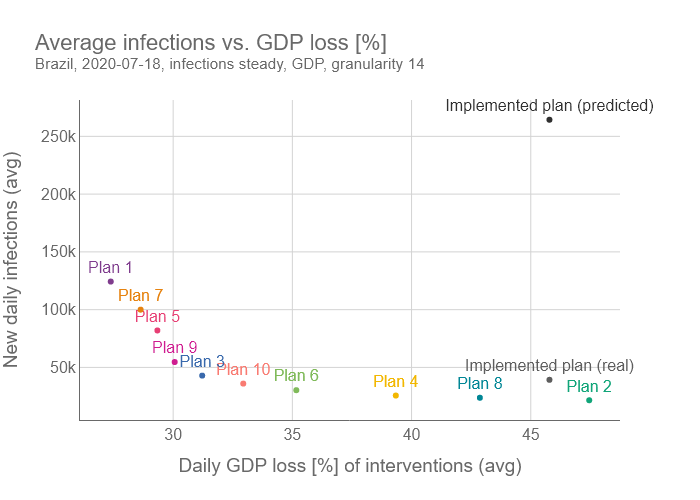 Average infections vs. GDP loss [%]
Brazil, 2020-07-18, infections steady, GDP, granularity 14
Implemented plan (predicted)
250k
200k
150k
100k
50k
New daily infections (avg)
Plan 1
Plan 7
Plan 5
Plan 9
Plan 3
Plan 10
Plan 6
Plan 4
Plan 8
Implemented plan (real)
Plan 2
30
35
40
45
Daily GDP loss [%] of interventions (avg)